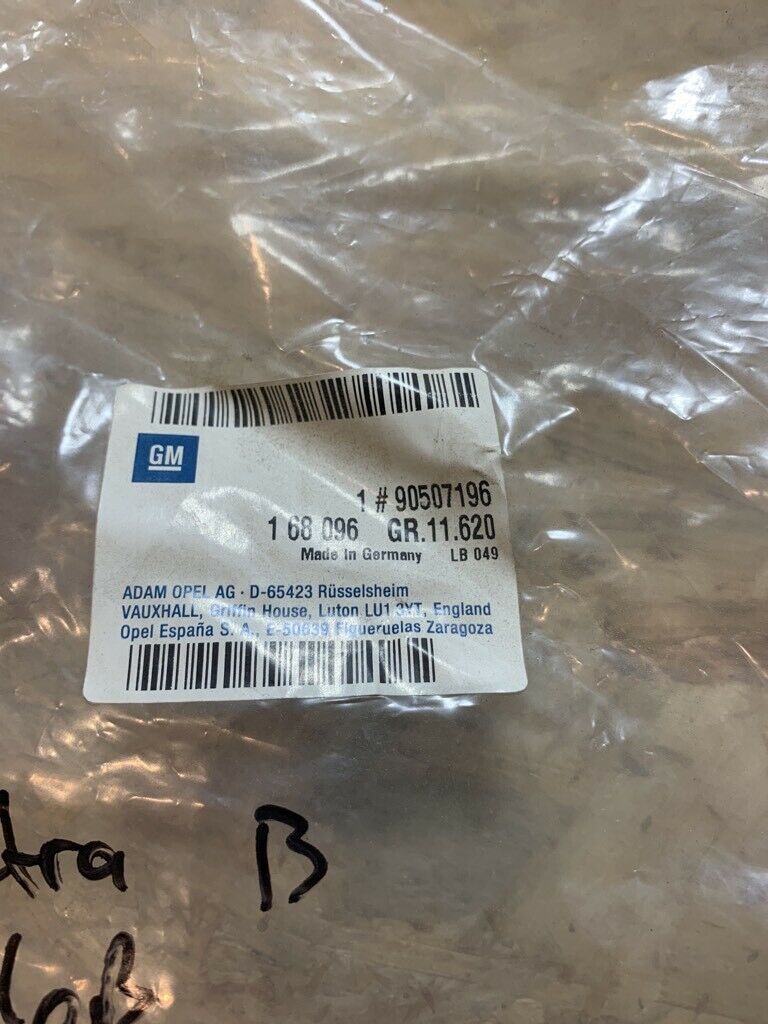 GM
1 # 90507196
1 68 096 GR.11.620
Made in Germany LB 049
ADAM OPEL AG · D-65423 Rüsselsheim
VAUXHALL, Griffin House, Luton LU1 3YT, England
Opel España S. A., E-50639 Figueruelas Zaragoza
tra B